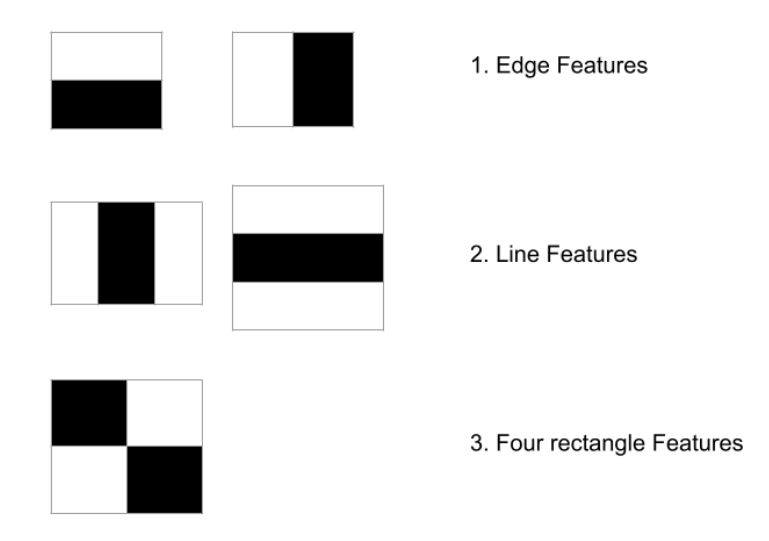 1. Edge Features
2. Line Features
3. Four rectangle Features